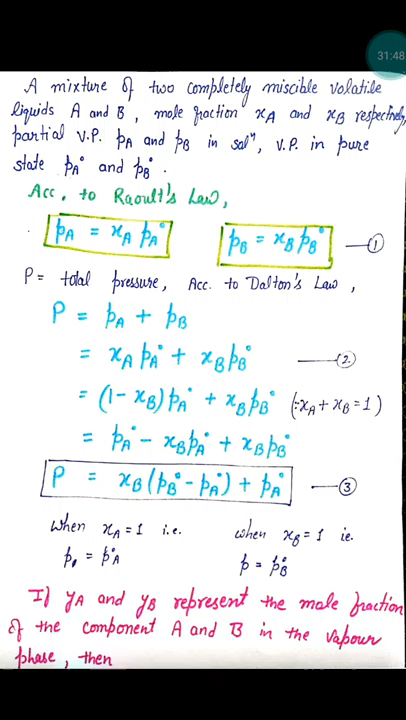 31:48
A mixture of two completely miscible volatile
liquids A and B, mole fraction xA and xB respectively,
partial V.P. pA and pB in solⁿ, V.P. in pure
state pA° and pB°.
Acc. to Raoult's Law,
pA = xA pA° pB = xB pB° —①
P = total pressure, Acc. to Dalton's Law,
P = pA + pB
= xA pA° + xB pB° —②
= (1 - xB) pA° + xB pB° (∵ xA + xB = 1)
= pA° - xB pA° + xB pB°
P = xB (pB° - pA°) + pA° —③
when xA = 1 i.e. when xB = 1 ie.
p, = pA° p = pB°
If yA and yB represent the mole fraction
of the component A and B in the vapour
phase, then